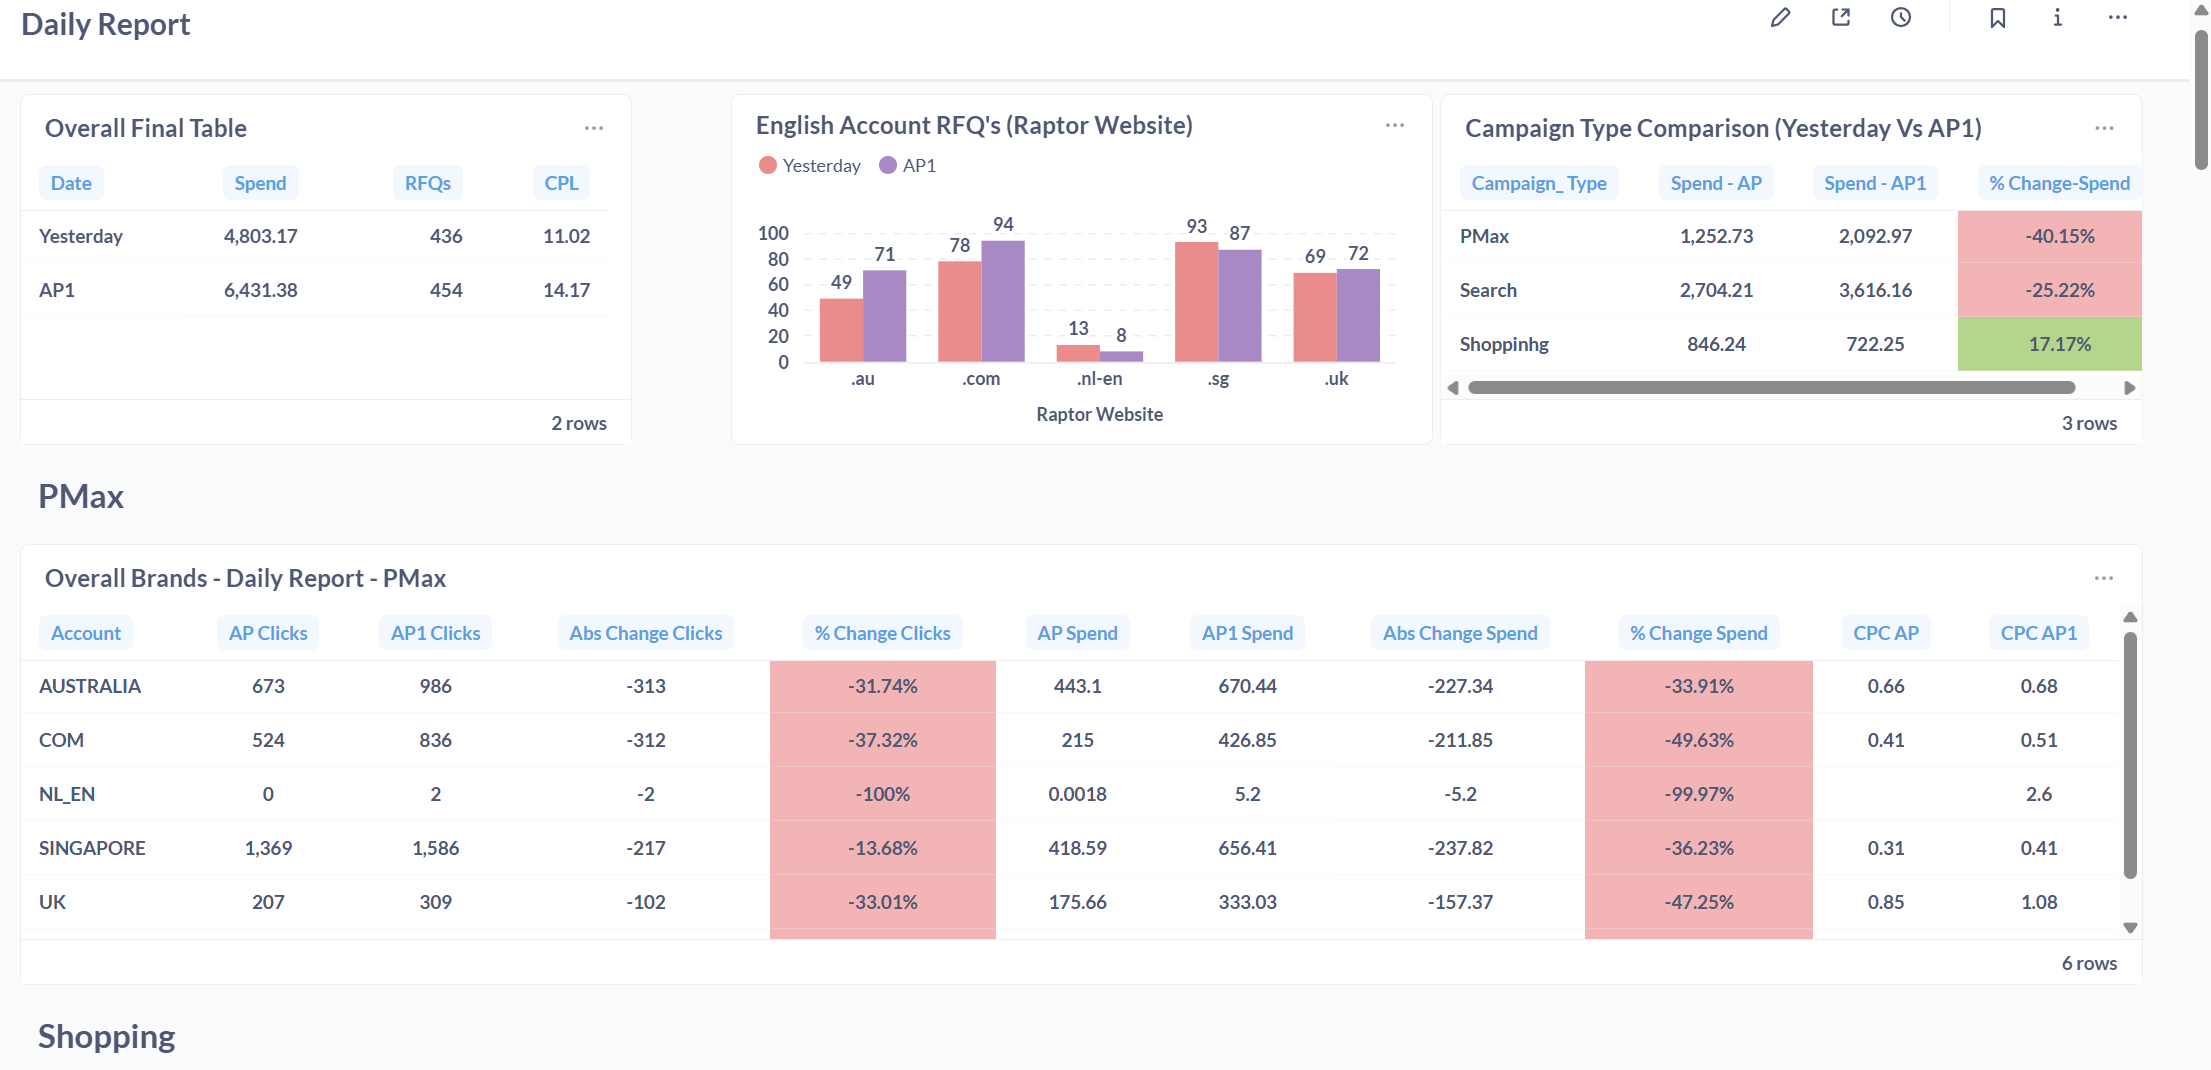 Daily Report
Overall Final Table
Date Spend RFQs CPL
Yesterday 4,803.17 436 11.02
AP1 6,431.38 454 14.17
2 rows
English Account RFQ's (Raptor Website)
Yesterday AP1
100
80
60
40
20
0
49 71
78 94
13 8
93 87
69 72
.au .com .nl-en .sg .uk
Raptor Website
Campaign Type Comparison (Yesterday Vs AP1)
Campaign_ Type Spend - AP Spend - AP1 % Change-Spend
PMax 1,252.73 2,092.97 -40.15%
Search 2,704.21 3,616.16 -25.22%
Shoppinhg 846.24 722.25 17.17%
3 rows
PMax
Overall Brands - Daily Report - PMax
Account AP Clicks AP1 Clicks Abs Change Clicks % Change Clicks AP Spend AP1 Spend Abs Change Spend % Change Spend CPC AP CPC AP1
AUSTRALIA 673 986 -313 -31.74% 443.1 670.44 -227.34 -33.91% 0.66 0.68
COM 524 836 -312 -37.32% 215 426.85 -211.85 -49.63% 0.41 0.51
NL_EN 0 2 -2 -100% 0.0018 5.2 -5.2 -99.97% 2.6
SINGAPORE 1,369 1,586 -217 -13.68% 418.59 656.41 -237.82 -36.23% 0.31 0.41
UK 207 309 -102 -33.01% 175.66 333.03 -157.37 -47.25% 0.85 1.08
6 rows
Shopping